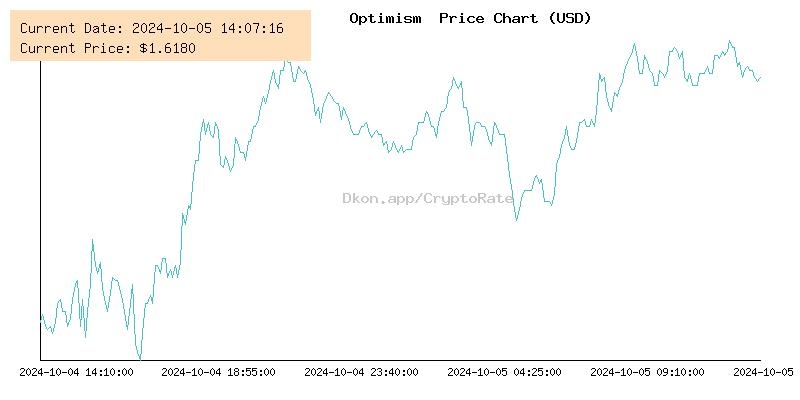 Optimism  Price Chart (USD)
Current Date: 2024-10-05 14:07:16
Current Price: $1.6180
Dkon.app/CryptoRate
2024-10-04 14:10:00 2024-10-04 18:55:00 2024-10-04 23:40:00 2024-10-05 04:25:00 2024-10-05 09:10:00 2024-10-05